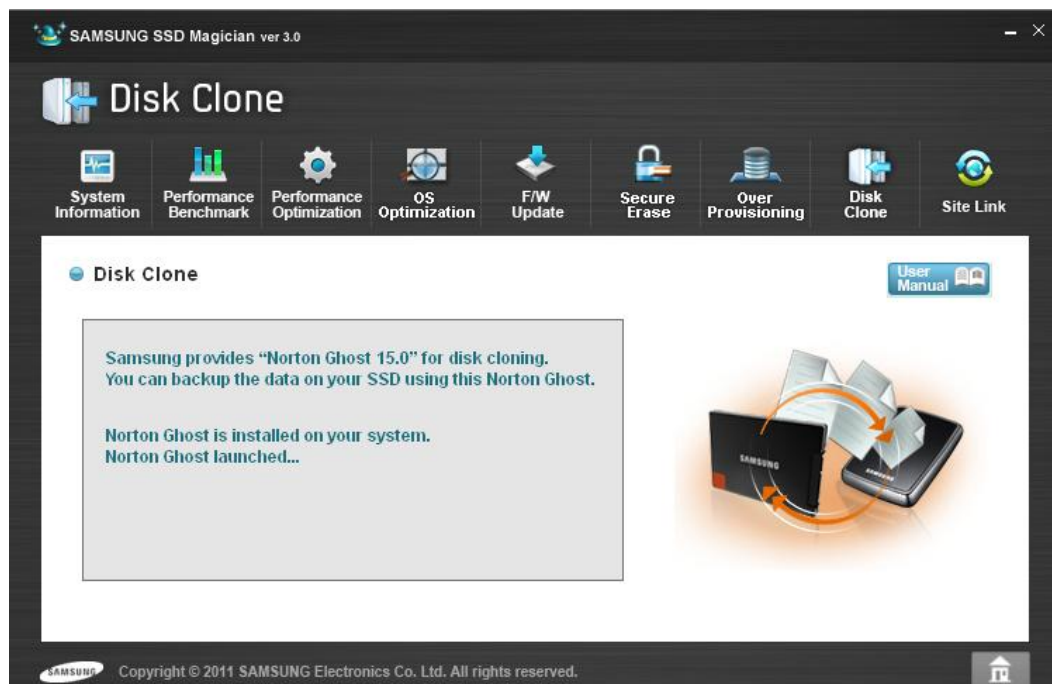 SAMSUNG SSD Magician ver 3.0
Disk Clone
System Information
Performance Benchmark
Performance Optimization
OS Optimization
F/W Update
Secure Erase
Over Provisioning
Disk Clone
Site Link
Disk Clone
User Manual
Samsung provides “Norton Ghost 15.0” for disk cloning.
You can backup the data on your SSD using this Norton Ghost.
Norton Ghost is installed on your system.
Norton Ghost launched...
SAMSUNG
SAMSUNG
SAMSUNG
Copyright © 2011 SAMSUNG Electronics Co. Ltd. All rights reserved.